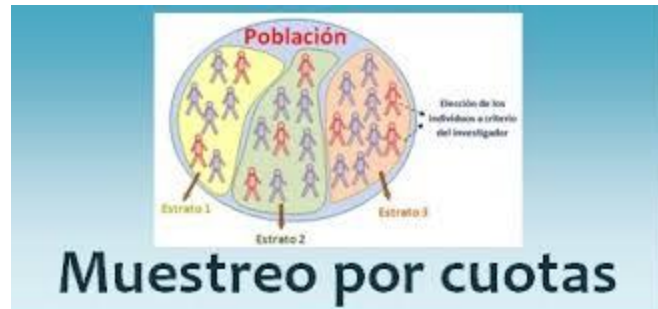 Población
Elección de los
individuos a criterio
del investigador
Estrato 1
Estrato 3
Estrato 2
Muestreo por cuotas